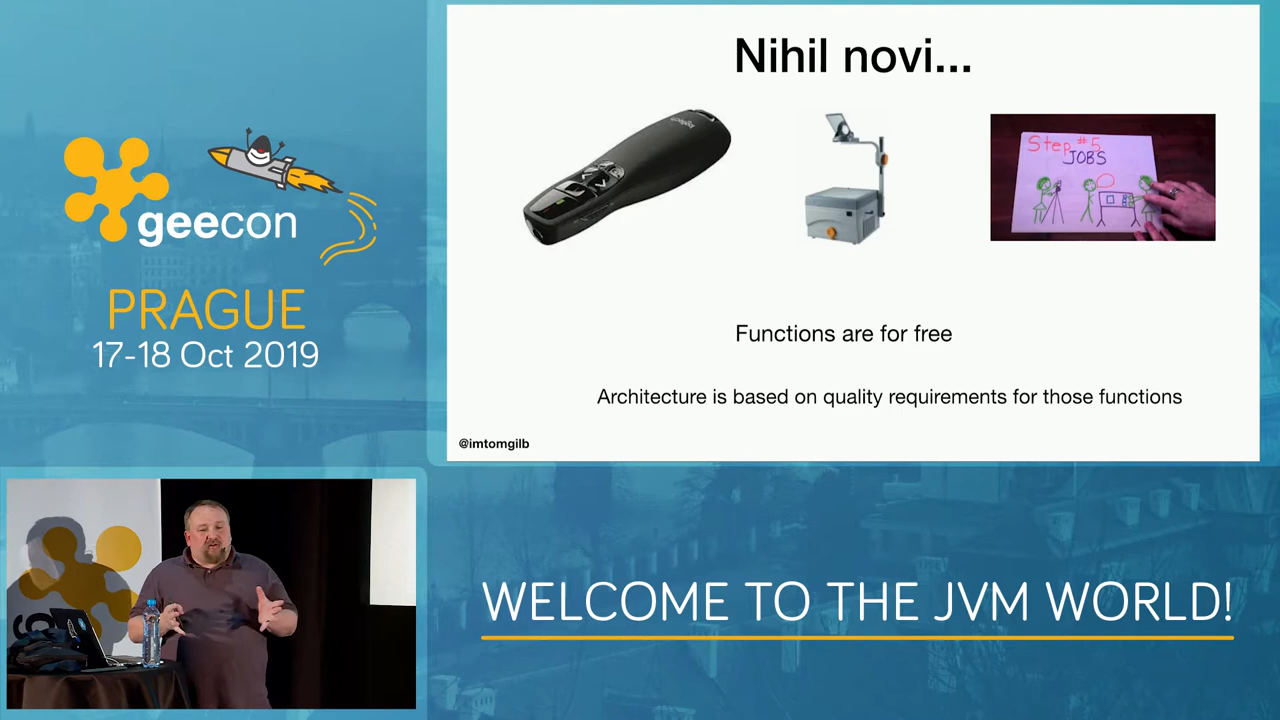 geecon
PRAGUE
17-18 Oct 2019
Nihil novi...
logitech
Step #5
JOBS
Functions are for free
Architecture is based on quality requirements for those functions
@imtomgilb
WELCOME TO THE JVM WORLD!